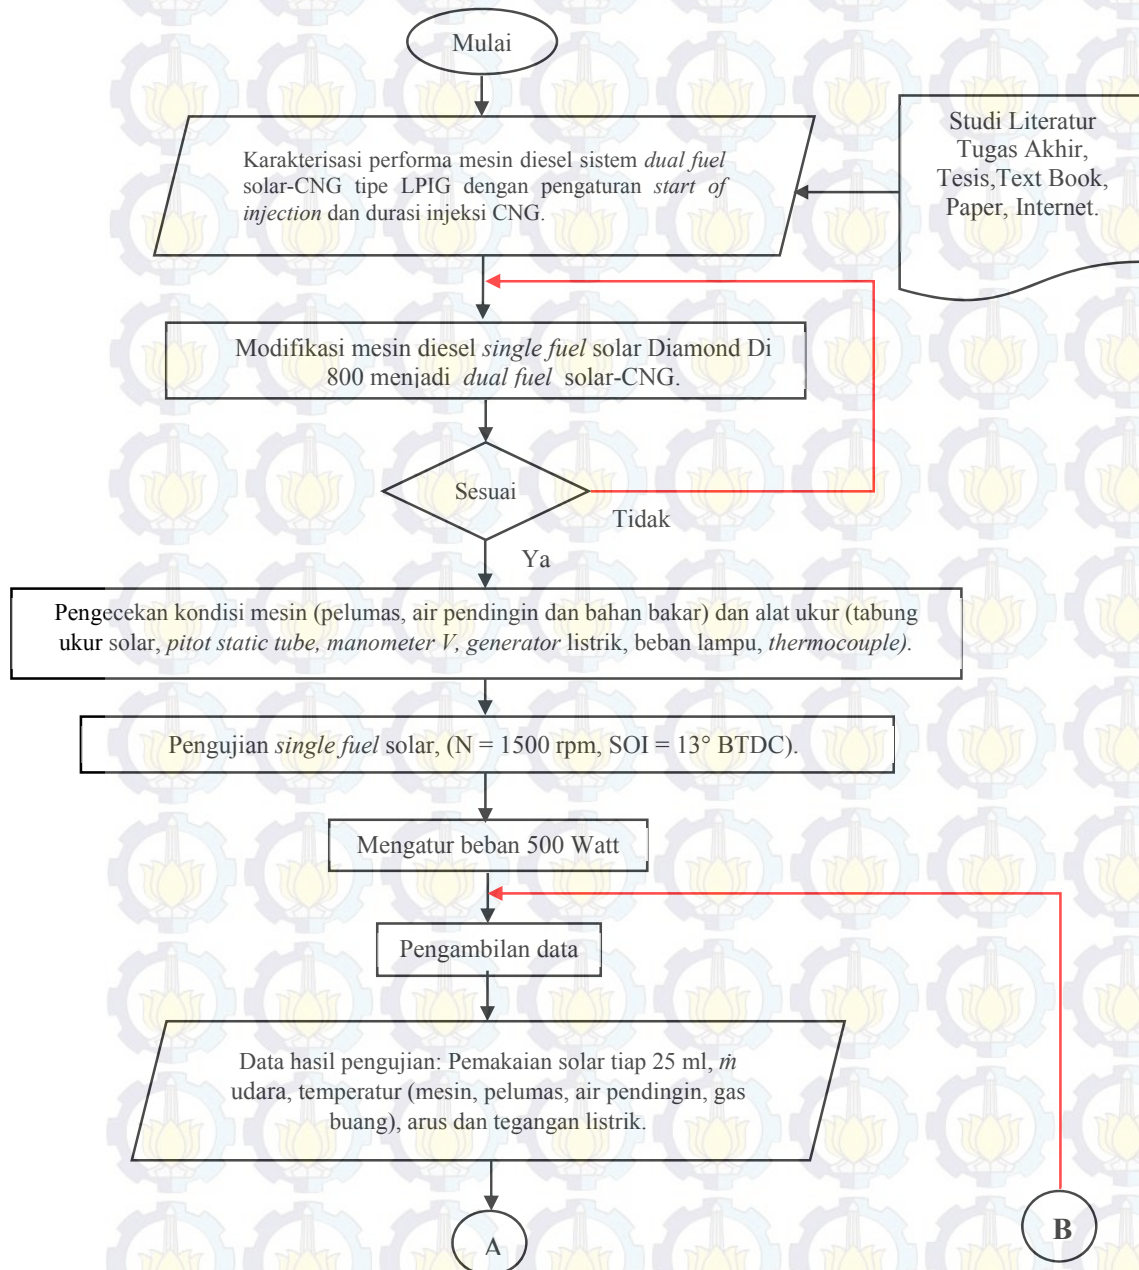 Mulai
Karakterisasi performa mesin diesel sistem dual fuel
solar-CNG tipe LPIG dengan pengaturan start of
injection dan durasi injeksi CNG.
Studi Literatur
Tugas Akhir,
Tesis,Text Book,
Paper, Internet.
Modifikasi mesin diesel single fuel solar Diamond Di
800 menjadi dual fuel solar-CNG.
Sesuai
Tidak
Ya
Pengecekan kondisi mesin (pelumas, air pendingin dan bahan bakar) dan alat ukur (tabung
ukur solar, pitot static tube, manometer V, generator listrik, beban lampu, thermocouple).
Pengujian single fuel solar, (N = 1500 rpm, SOI = 13° BTDC).
Mengatur beban 500 Watt
Pengambilan data
Data hasil pengujian: Pemakaian solar tiap 25 ml, ṁ
udara, temperatur (mesin, pelumas, air pendingin, gas
buang), arus dan tegangan listrik.
A
B